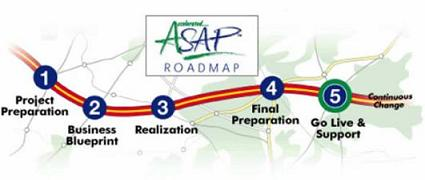 Accelerated...
ASAP
ROADMAP
1
Project
Preparation
2
Business
Blueprint
3
Realization
4
Final
Preparation
5
Go Live &
Support
Continuous
Change